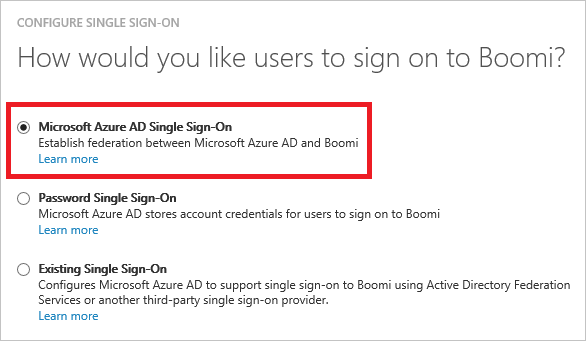 CONFIGURE SINGLE SIGN-ON
How would you like users to sign on to Boomi?
Microsoft Azure AD Single Sign-On
Establish federation between Microsoft Azure AD and Boomi
Learn more
Password Single Sign-On
Microsoft Azure AD stores account credentials for users to sign on to Boomi
Learn more
Existing Single Sign-On
Configures Microsoft Azure AD to support single sign-on to Boomi using Active Directory Federation
Services or another third-party single sign-on provider.
Learn more